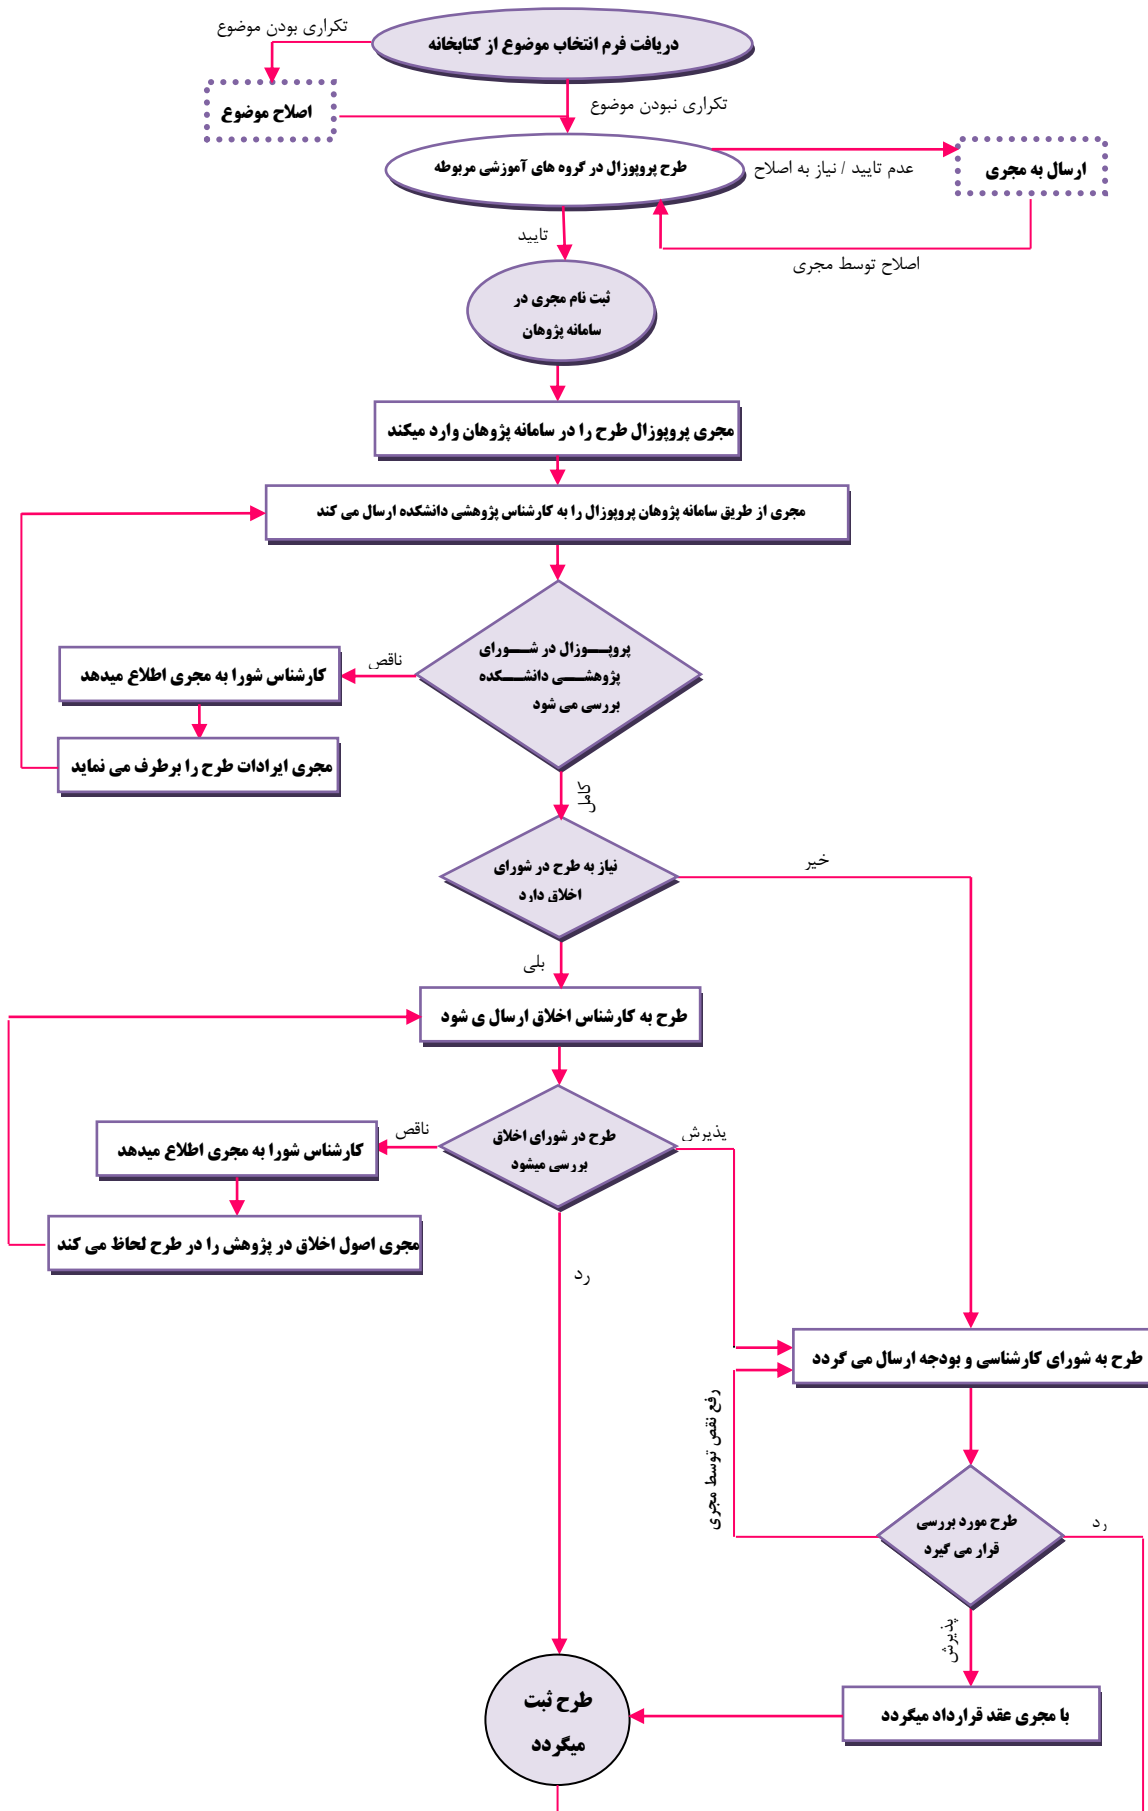 تکراری بودن موضوع
دریافت فرم انتخاب موضوع از کتابخانه
اصلاح موضوع
تکراری نبودن موضوع
طرح پروپوزال در گروه های آموزشی مربوطه
عدم تایید / نیاز به اصلاح
ارسال به مجری
تایید
اصلاح توسط مجری
ثبت نام مجری در
سامانه پژوهان
مجری پروپوزال طرح را در سامانه پژوهان وارد میکند
مجری از طریق سامانه پژوهان پروپوزال را به کارشناس پژوهشی دانشکده ارسال می کند
پروپوزال در شورای
پژوهشی دانشکده
بررسی می شود
ناقص
کارشناس شورا به مجری اطلاع میدهد
مجری ایرادات طرح را برطرف می نماید
کامل
نیاز به طرح در شورای
اخلاق دارد
خیر
بلی
طرح به کارشناس اخلاق ارسال ی شود
طرح در شورای اخلاق
بررسی میشود
پذیرش
ناقص
کارشناس شورا به مجری اطلاع میدهد
مجری اصول اخلاق در پژوهش را در طرح لحاظ می کند
رد
طرح به شورای کارشناسی و بودجه ارسال می گردد
رفع نقص توسط مجری
طرح مورد بررسی
قرار می گیرد
رد
پذیرش
با مجری عقد قرارداد میگردد
طرح ثبت
میگردد